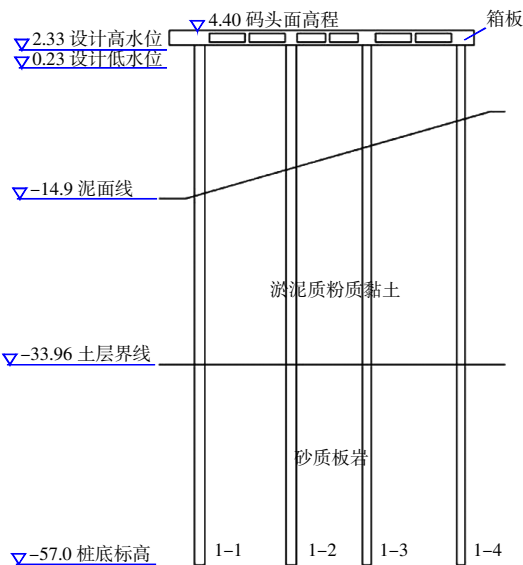 4.40 码头面高程
箱板
2.33 设计高水位
0.23 设计低水位
–14.9 泥面线
淤泥质粉质黏土
–33.96 土层界线
砂质板岩
–57.0 桩底标高
1–1
1–2
1–3
1–4